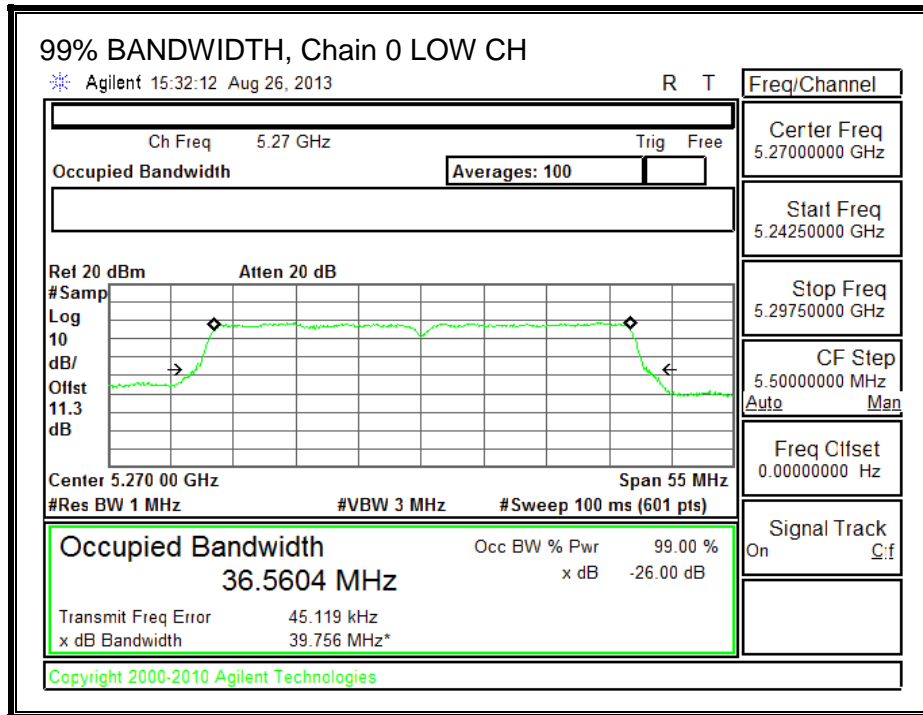 99% BANDWIDTH, Chain 0 LOW CH
Agilent 15:32:12 Aug 26, 2013 R T
Freq/Channel
Ch Freq 5.27 GHz Trig Free
Occupied Bandwidth Averages: 100
Center Freq
5.27000000 GHz
Start Freq
5.24250000 GHz
Stop Freq
5.29750000 GHz
CF Step
5.50000000 MHz
Auto Man
Freq Offset
0.00000000 Hz
Signal Track
On Off
Ref 20 dBm Atten 20 dB
#Samp
Log
10
dB/
Offst
11.3
dB
Center 5.270 00 GHz Span 55 MHz
#Res BW 1 MHz #VBW 3 MHz #Sweep 100 ms (601 pts)
Occupied Bandwidth Occ BW % Pwr 99.00 %
36.5604 MHz x dB -26.00 dB
Transmit Freq Error 45.119 kHz
x dB Bandwidth 39.756 MHz*
Copyright 2000-2010 Agilent Technologies